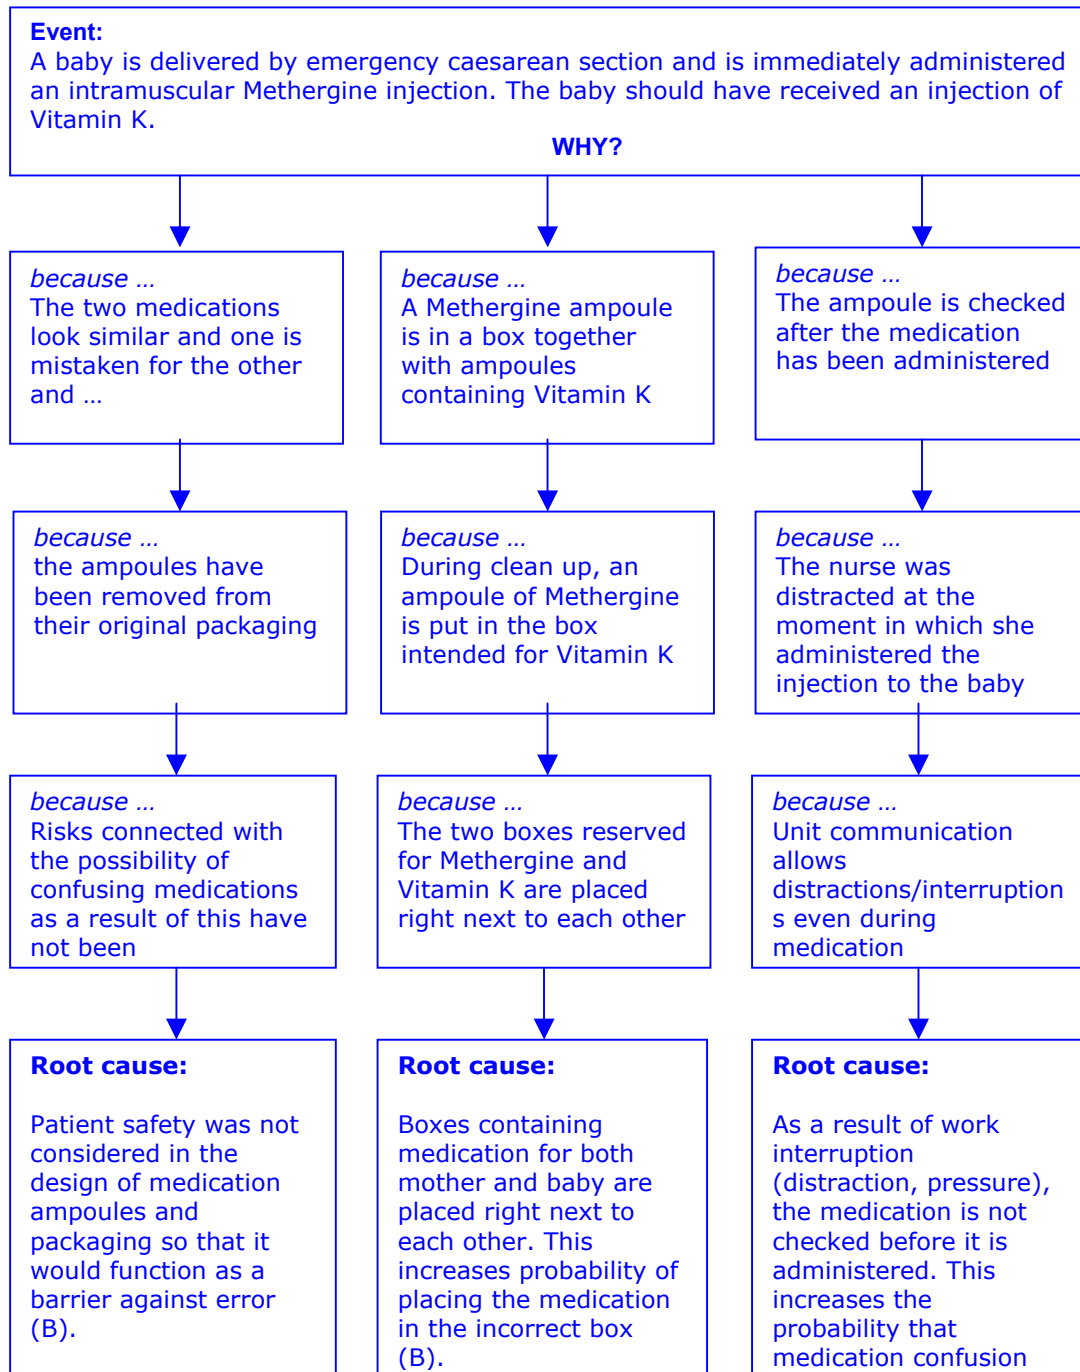 Event:
A baby is delivered by emergency caesarean section and is immediately administered
an intramuscular Methergine injection. The baby should have received an injection of
Vitamin K.
WHY?
because ...
The two medications
look similar and one is
mistaken for the other
and ...
because ...
A Methergine ampoule
is in a box together
with ampoules
containing Vitamin K
because ...
The ampoule is checked
after the medication
has been administered
because ...
the ampoules have
been removed from
their original packaging
because ...
During clean up, an
ampoule of Methergine
is put in the box
intended for Vitamin K
because ...
The nurse was
distracted at the
moment in which she
administered the
injection to the baby
because ...
Risks connected with
the possibility of
confusing medications
as a result of this have
not been
because ...
The two boxes reserved
for Methergine and
Vitamin K are placed
right next to each other
because ...
Unit communication
allows
distractions/interruption
s even during
medication
Root cause:
Patient safety was not
considered in the
design of medication
ampoules and
packaging so that it
would function as a
barrier against error
(B).
Root cause:
Boxes containing
medication for both
mother and baby are
placed right next to
each other. This
increases probability of
placing the medication
in the incorrect box
(B).
Root cause:
As a result of work
interruption
(distraction, pressure),
the medication is not
checked before it is
administered. This
increases the
probability that
medication confusion